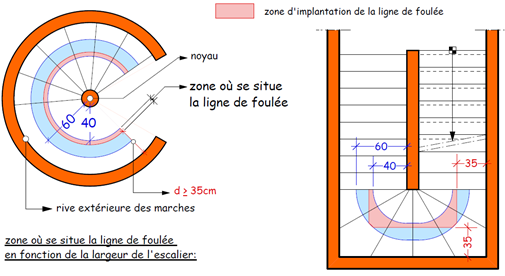 zone d'implantation de la ligne de foulée
noyau
zone où se situe
la ligne de foulée
60
40
d ≥ 35cm
rive extérieure des marches
zone où se situe la ligne de foulée
en fonction de la largeur de l'escalier:
60
35
40
35